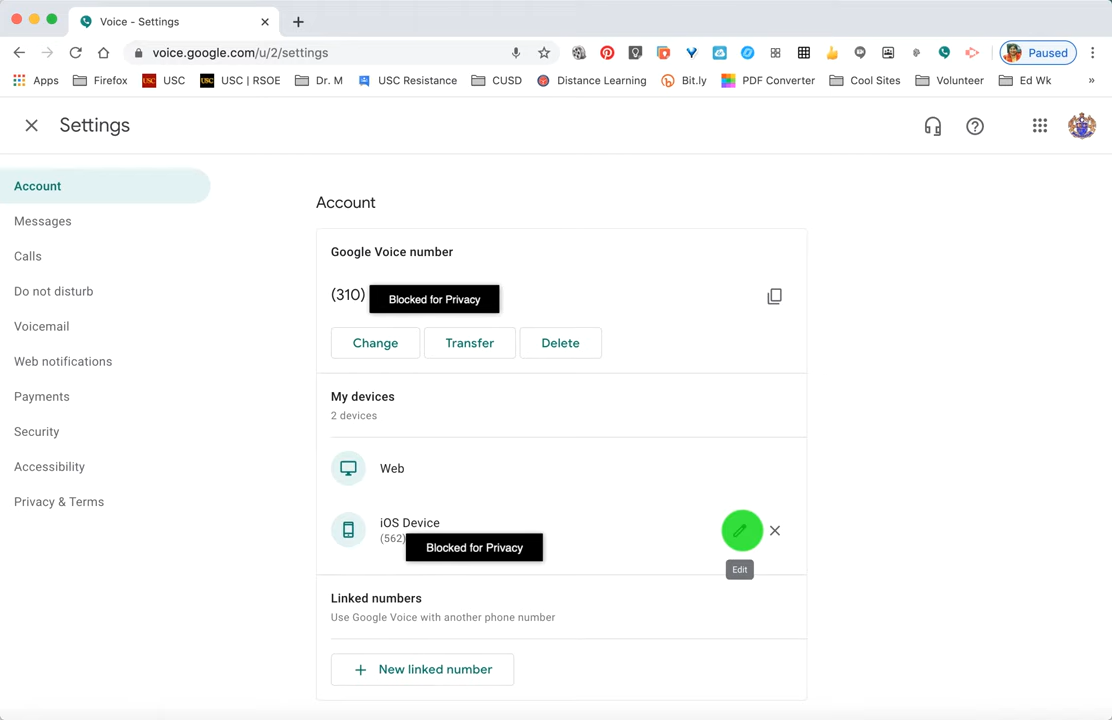 Voice - Settings
voice.google.com/u/2/settings
Paused
Apps Firefox USC USC USC USC | RSOE Dr. M USC Resistance CUSD Distance Learning Bit.ly PDF Converter Cool Sites Volunteer Ed Wk »
Settings
Account
Messages
Calls
Do not disturb
Voicemail
Web notifications
Payments
Security
Accessibility
Privacy & Terms
Account
Google Voice number
(310) Blocked for Privacy
Change Transfer Delete
My devices
2 devices
Web
iOS Device
(562) Blocked for Privacy
Edit
Linked numbers
Use Google Voice with another phone number
New linked number